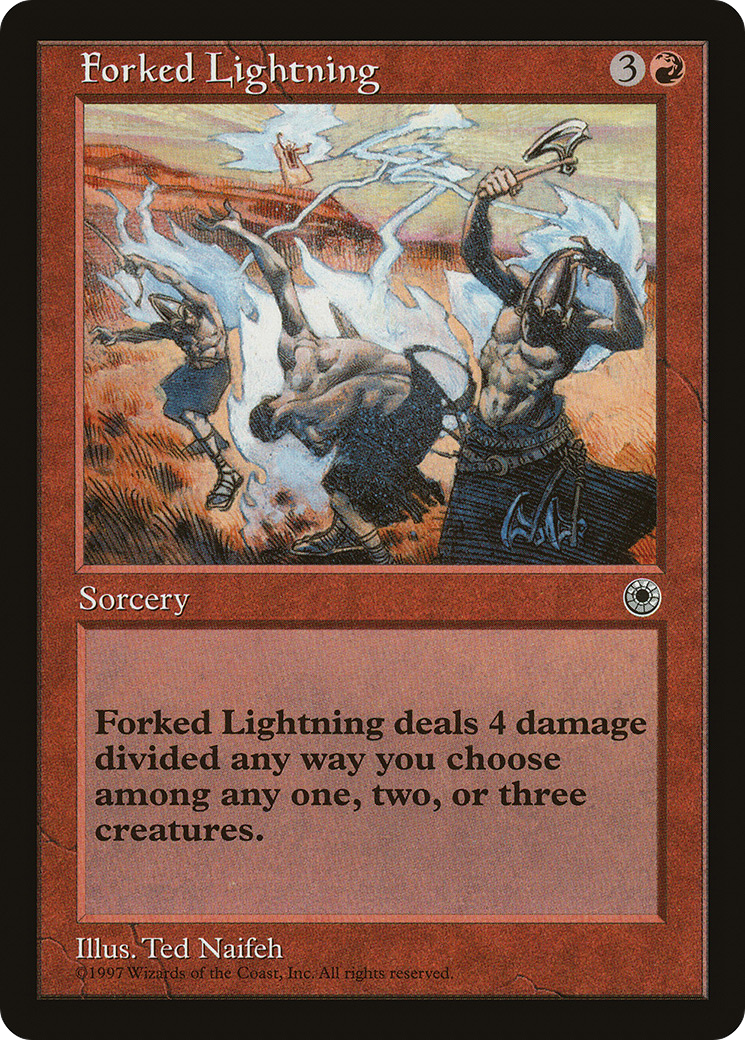 Forked Lightning
3
Sorcery
Forked Lightning deals 4 damage
divided any way you choose
among any one, two, or three
creatures.
Illus. Ted Naifeh
©1997 Wizards of the Coast, Inc. All rights reserved.